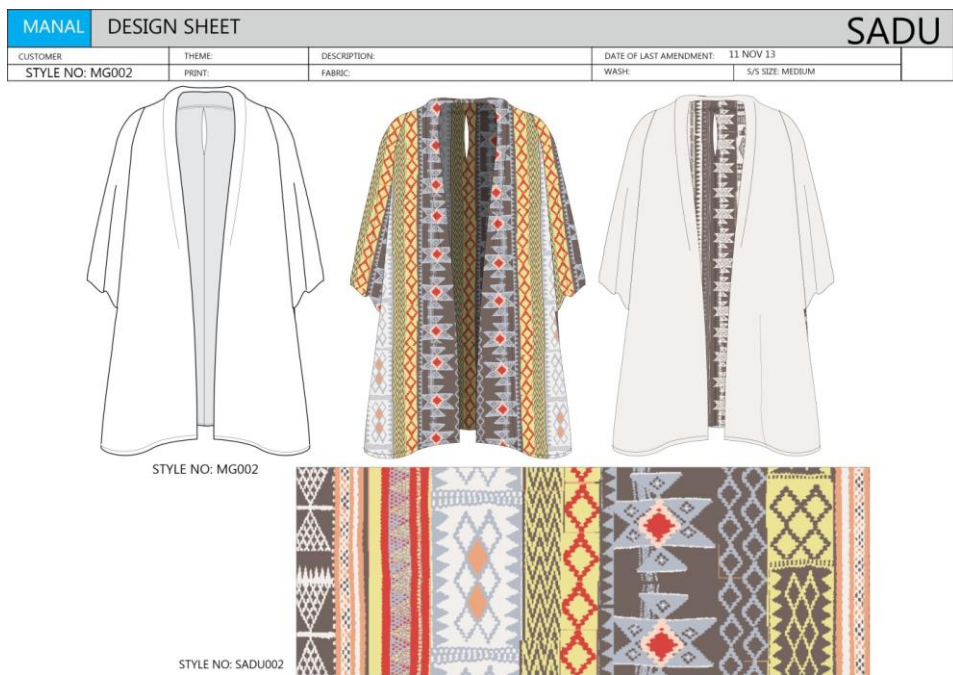 MANAL DESIGN SHEET SADU
CUSTOMER THEME: DESCRIPTION: DATE OF LAST AMENDMENT: 11 NOV 13
STYLE NO: MG002 PRINT: FABRIC: WASH: S/S SIZE: MEDIUM
STYLE NO: MG002
STYLE NO: SADU002